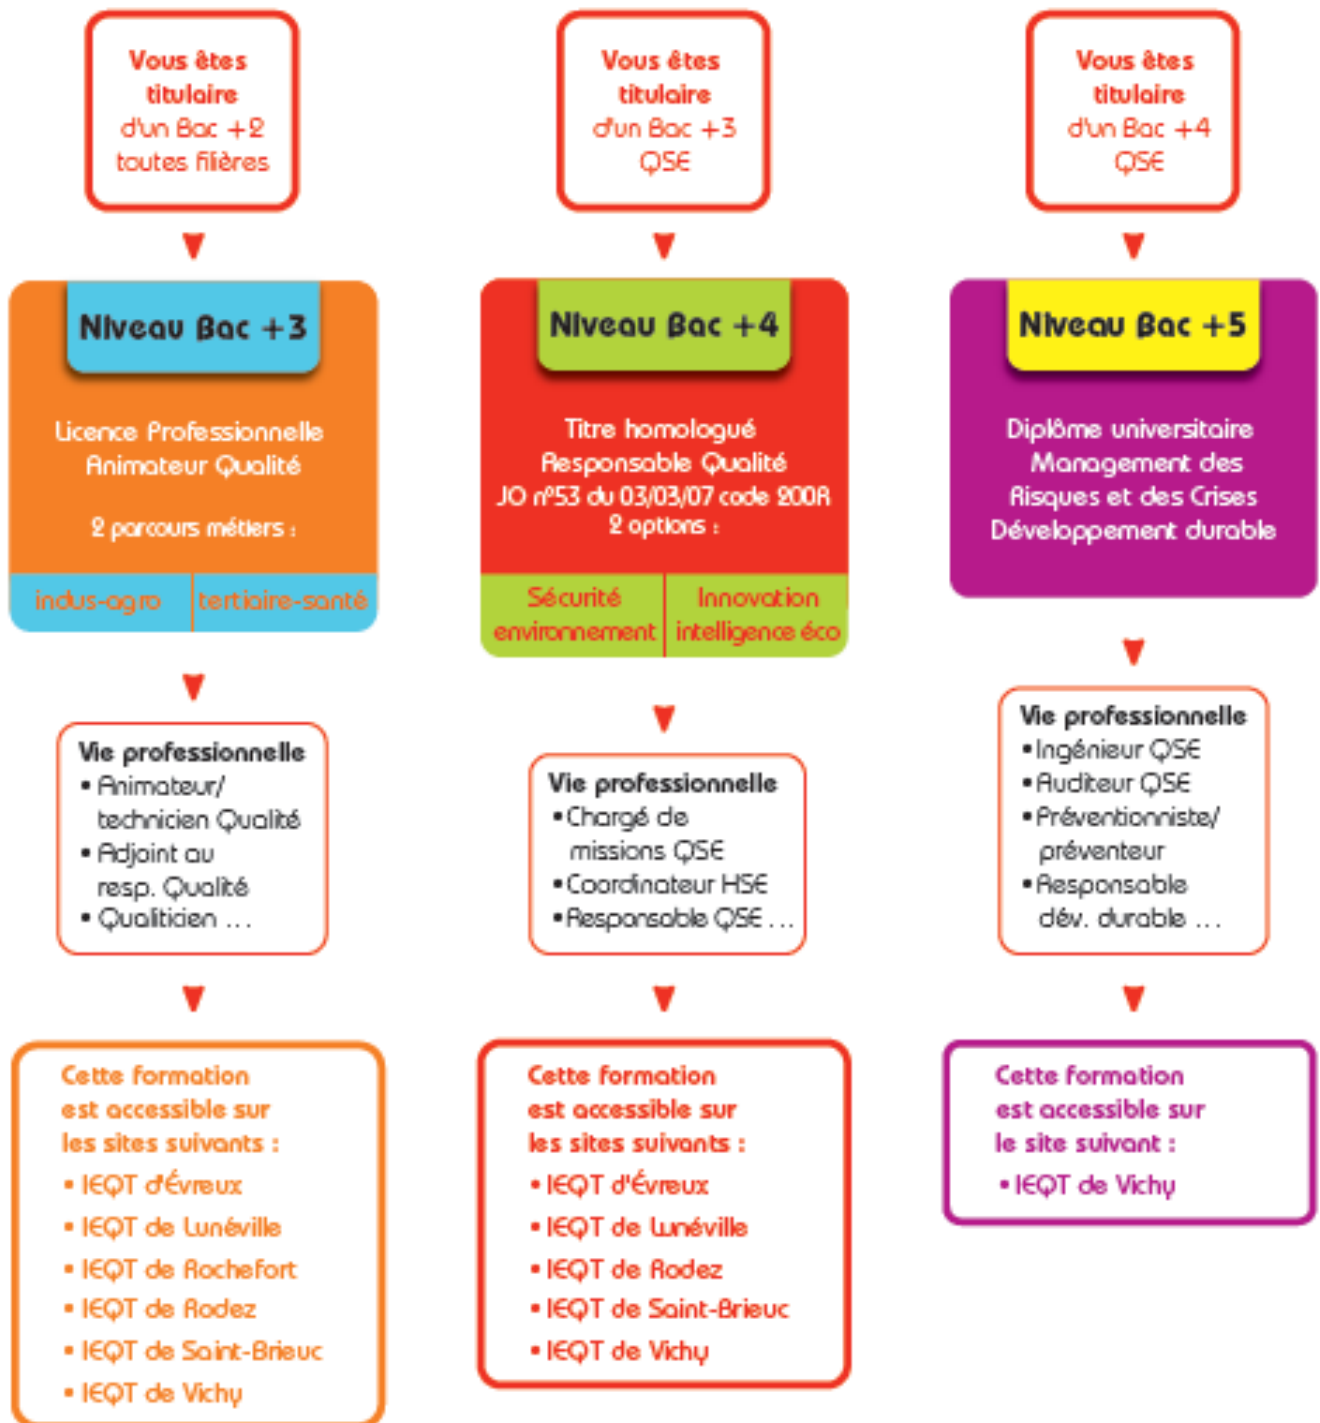 Vous êtes
titulaire
d'un Bac +2
toutes filières
Niveau Bac +3
Licence Professionnelle
Animateur Qualité
2 parcours métiers :
indus-agro
tertiaire-santé
Vie professionnelle
• Animateur/
technicien Qualité
• Adjoint au
resp. Qualité
• Qualiticien ...
Cette formation
est accessible sur
les sites suivants :
• IEQT d'Évreux
• IEQT de Lunéville
• IEQT de Rochefort
• IEQT de Rodez
• IEQT de Saint-Brieuc
• IEQT de Vichy
Vous êtes
titulaire
d'un Bac +3
QSE
Niveau Bac +4
Titre homologué
Responsable Qualité
JO n°53 du 03/03/07 code 200R
2 options :
Sécurité
environnement
Innovation
intelligence éco
Vie professionnelle
• Chargé de
missions QSE
• Coordinateur HSE
• Responsable QSE ...
Cette formation
est accessible sur
les sites suivants :
• IEQT d'Évreux
• IEQT de Lunéville
• IEQT de Rodez
• IEQT de Saint-Brieuc
• IEQT de Vichy
Vous êtes
titulaire
d'un Bac +4
QSE
Niveau Bac +5
Diplôme universitaire
Management des
Risques et des Crises
Développement durable
Vie professionnelle
• Ingénieur QSE
• Auditeur QSE
• Préventionniste/
préventeur
• Responsable
dév. durable ...
Cette formation
est accessible sur
le site suivant :
• IEQT de Vichy